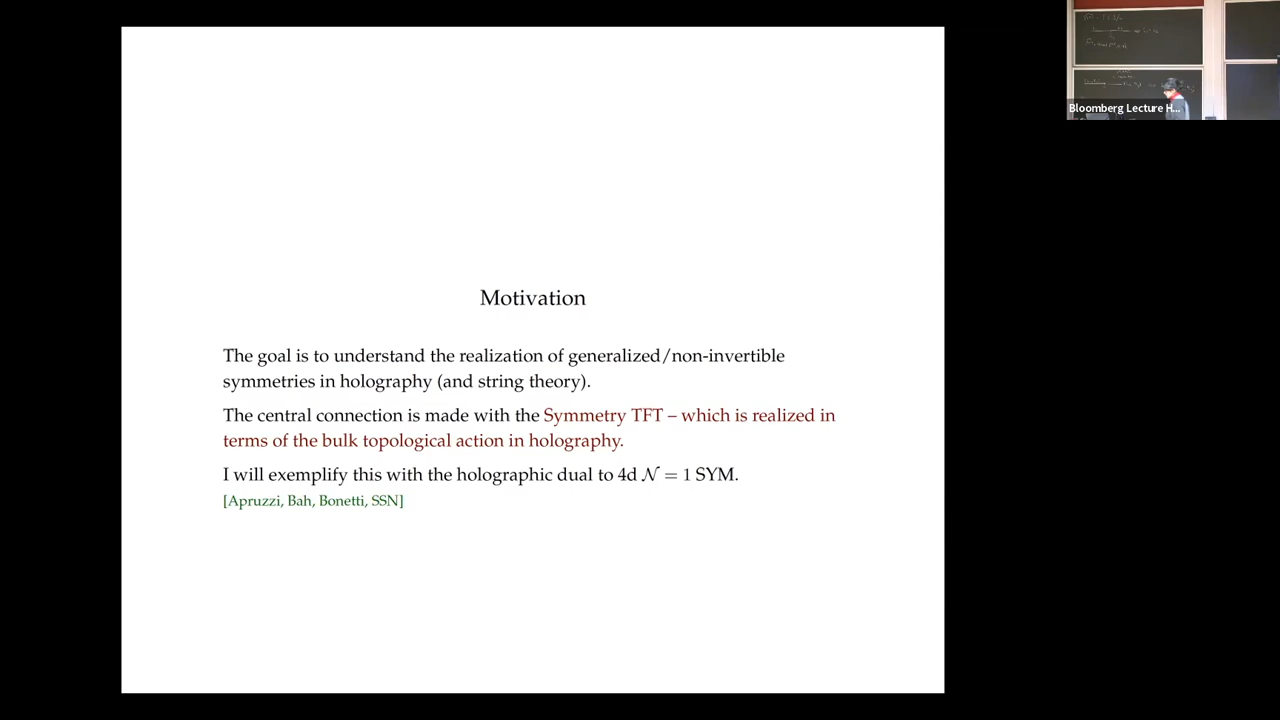 Motivation
The goal is to understand the realization of generalized/non-invertible
symmetries in holography (and string theory).
The central connection is made with the Symmetry TFT – which is realized in
terms of the bulk topological action in holography.
I will exemplify this with the holographic dual to 4d 𝒩 = 1 SYM.
[Apruzzi, Bah, Bonetti, SSN]
Bloomberg Lecture H...